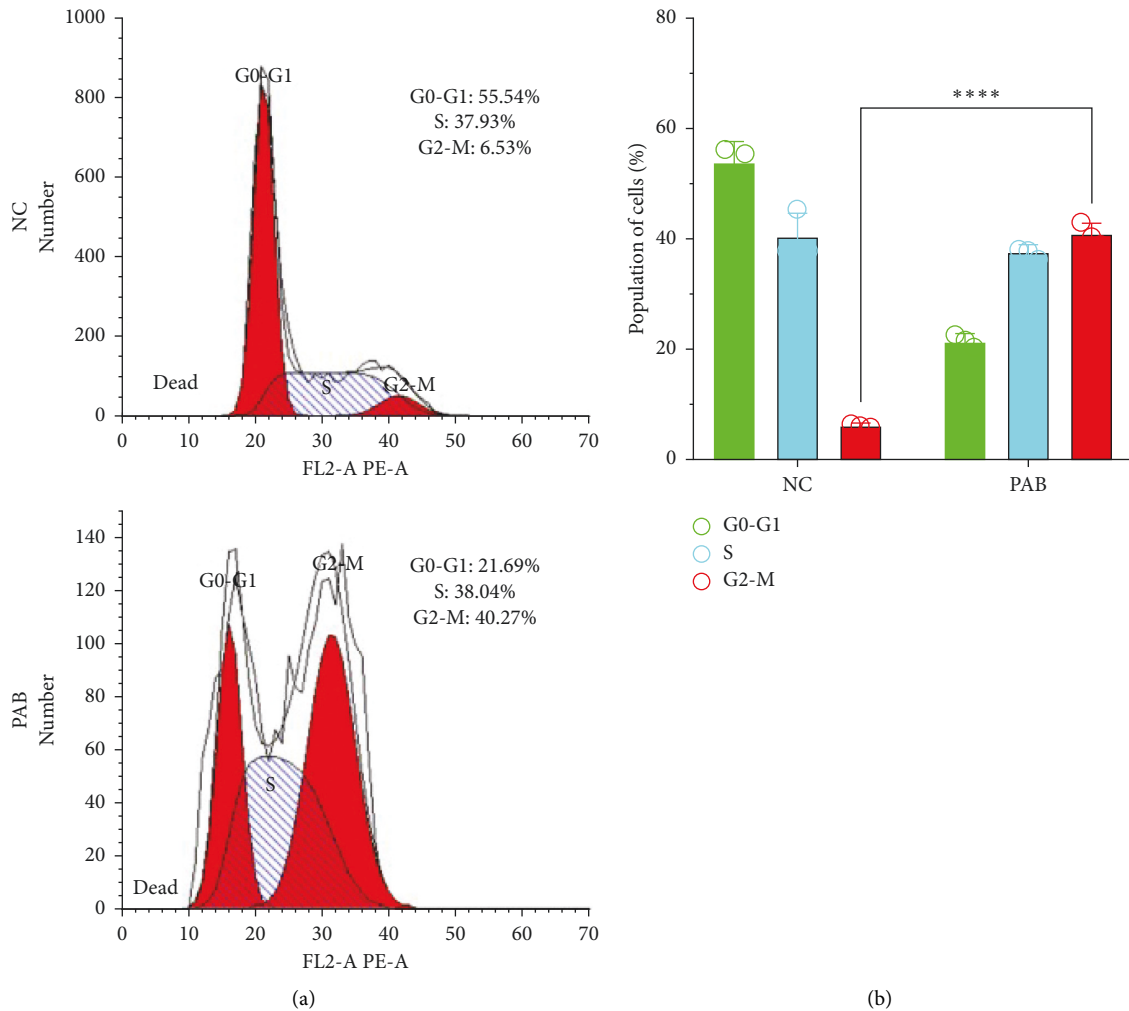 1000
800
600
400
200
0
NC
Number
G0-G1
G0-G1: 55.54%
S: 37.93%
G2-M: 6.53%
Dead
S
G2-M
0 10 20 30 40 50 60 70
FL2-A PE-A
140
120
100
80
60
40
20
0
PAB
Number
G0-G1
G2-M
G0-G1: 21.69%
S: 38.04%
G2-M: 40.27%
S
Dead
0 10 20 30 40 50 60 70
FL2-A PE-A
(a)
80
60
40
20
0
Population of cells (%)
****
NC PAB
G0-G1
S
G2-M
(b)